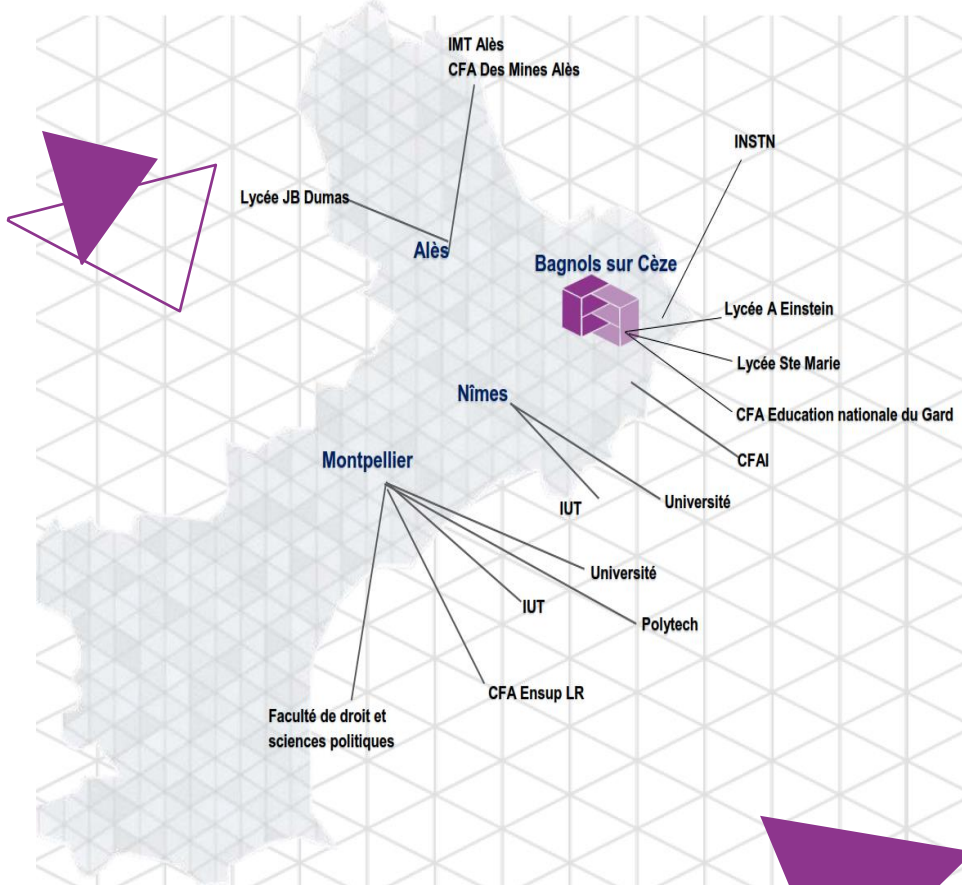 IMT Alès
CFA Des Mines Alès
INSTN
Lycée JB Dumas
Alès
Bagnols sur Cèze
Lycée A Einstein
Lycée Ste Marie
Nîmes
CFA Education nationale du Gard
Montpellier
CFAI
Université
IUT
Université
IUT
Polytech
CFA Ensup LR
Faculté de droit et
sciences politiques